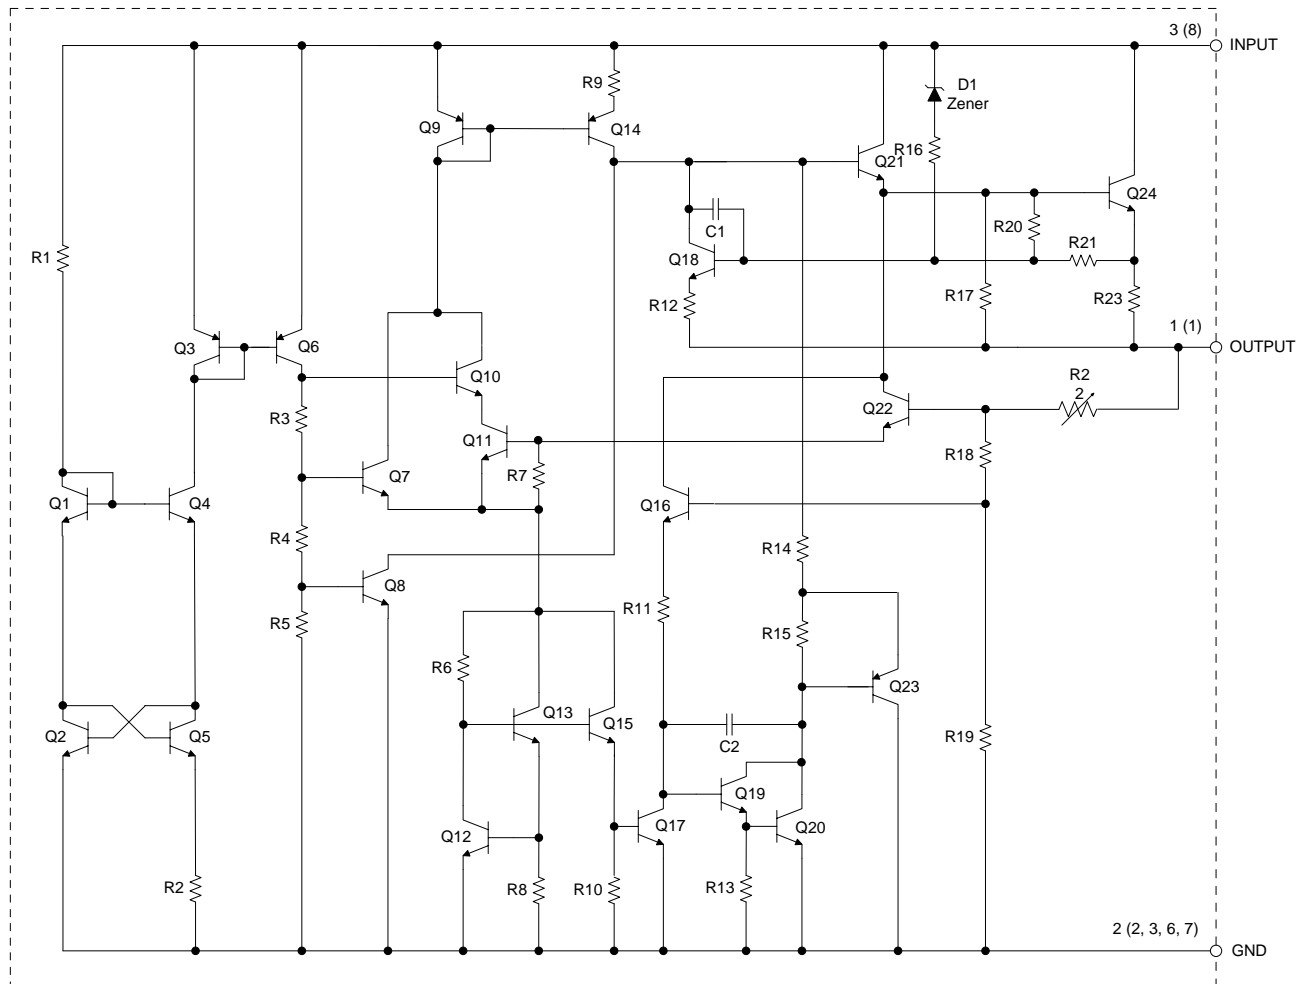 3 (8)
INPUT
R9
D1
Zener
Q9
Q14
R16
Q21
Q24
C1
R20
R21
R1
Q18
R12
R17
R23
1 (1)
OUTPUT
Q3
Q6
Q10
R2
2
Q22
R3
Q11
R7
R18
Q1
Q4
Q7
Q16
R4
R14
Q8
R11
R5
R15
R6
Q23
Q13
Q15
Q2
Q5
C2
R19
Q19
Q12
Q17
Q20
R2
R8
R10
R13
2 (2, 3, 6, 7)
GND